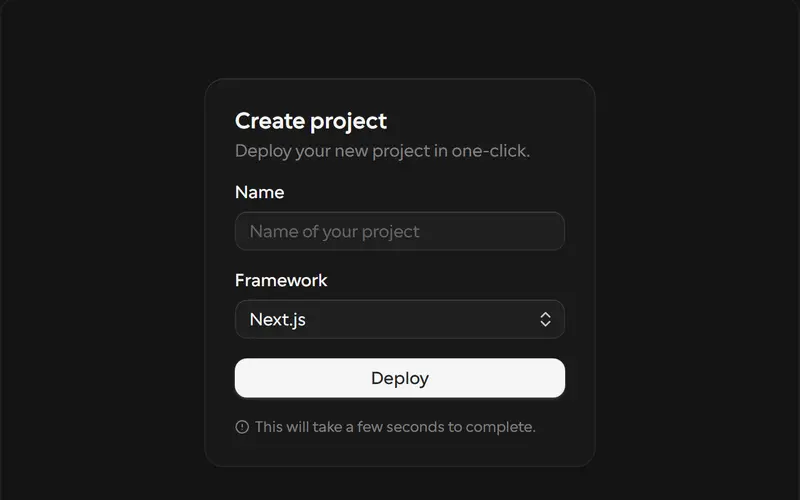 Create project
Deploy your new project in one-click.
Name
Name of your project
Framework
Next.js
Deploy
This will take a few seconds to complete.